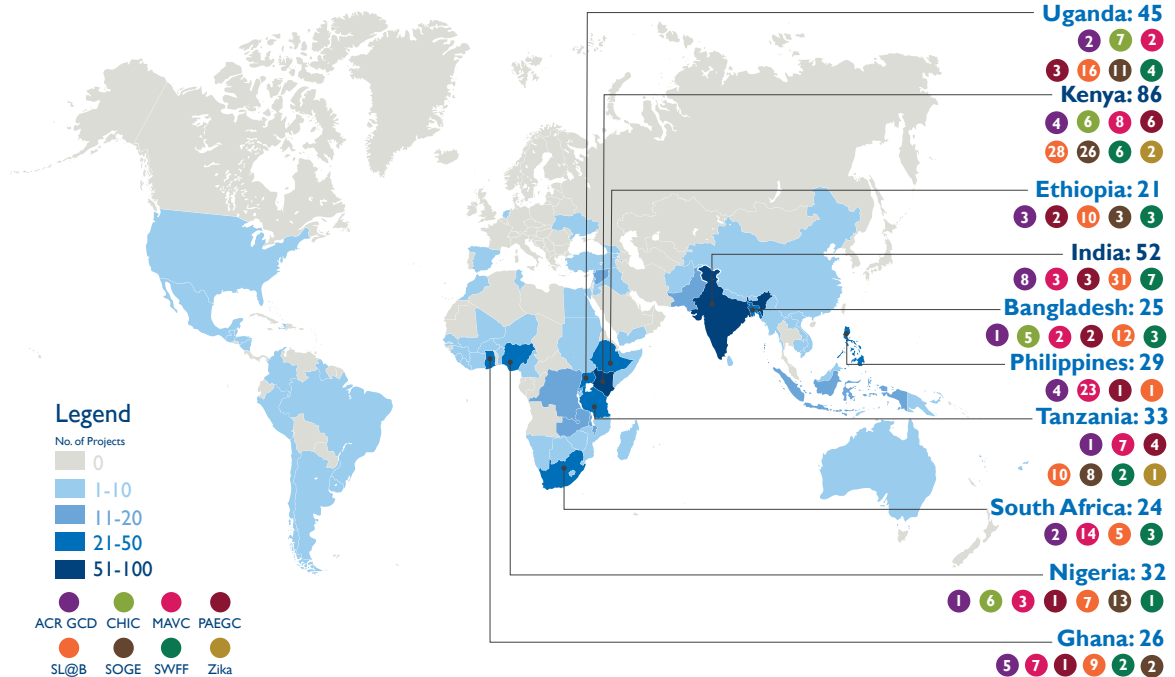 Uganda: 45
2 7 2
3 16 11 4
Kenya: 86
4 6 8 6
28 26 6 2
Ethiopia: 21
3 2 10 3 3
India: 52
8 3 3 31 7
Bangladesh: 25
1 5 2 2 12 3
Philippines: 29
4 23 1 1
Tanzania: 33
1 7 4
10 8 2 1
South Africa: 24
2 14 5 3
Nigeria: 32
1 6 3 1 7 13 1
Ghana: 26
5 7 1 9 2 2
Legend
No. of Projects
0
1-10
11-20
21-50
51-100
ACR GCD CHIC MAVC PAEGC
SL@B SOGE SWFF Zika